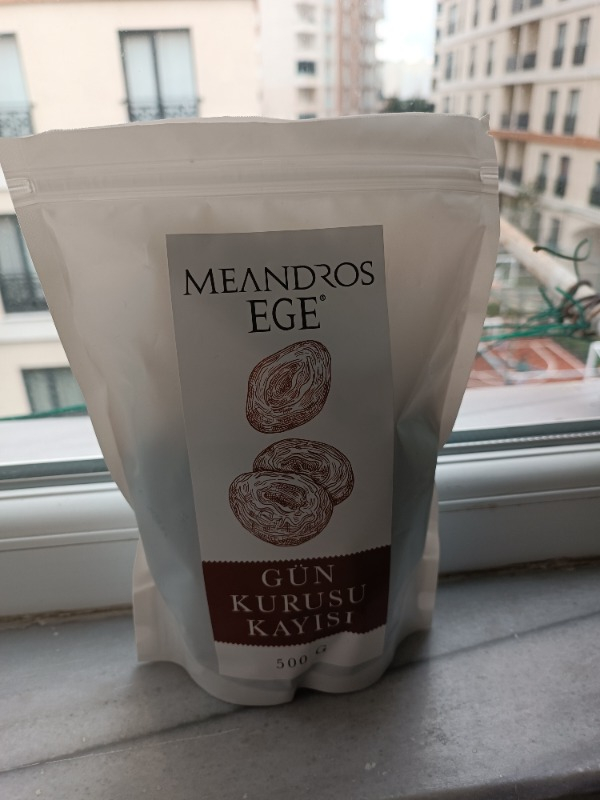 MEANDROS
EGE®
GÜN
KURUSU
KAYISI
500 G